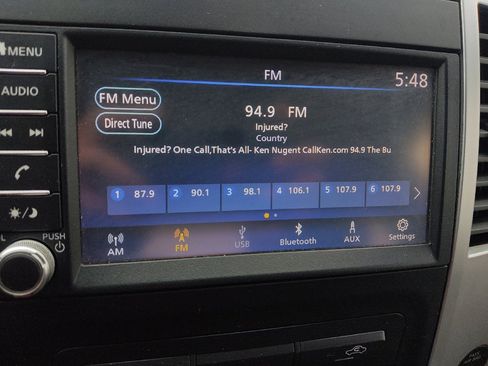 MENU
FM
5:48
AUDIO
FM Menu
94.9 FM
Direct Tune
Injured?
Country
Injured? One Call,That's All- Ken Nugent CallKen.com 94.9 The Bu
1 87.9 2 90.1 3 98.1 4 106.1 5 107.9 6 107.9
PUSH
AM
FM
USB
Bluetooth
AUX
Settings